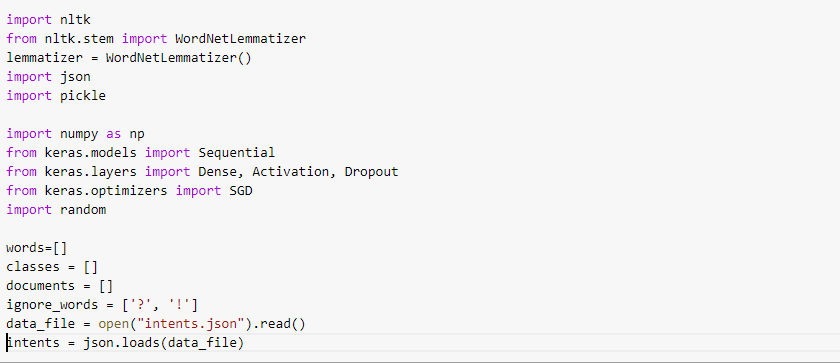 import nltk
from nltk.stem import WordNetLemmatizer
lemmatizer = WordNetLemmatizer()
import json
import pickle
import numpy as np
from keras.models import Sequential
from keras.layers import Dense, Activation, Dropout
from keras.optimizers import SGD
import random
words=[]
classes = []
documents = []
ignore_words = ['?', '!']
data_file = open("intents.json").read()
intents = json.loads(data_file)